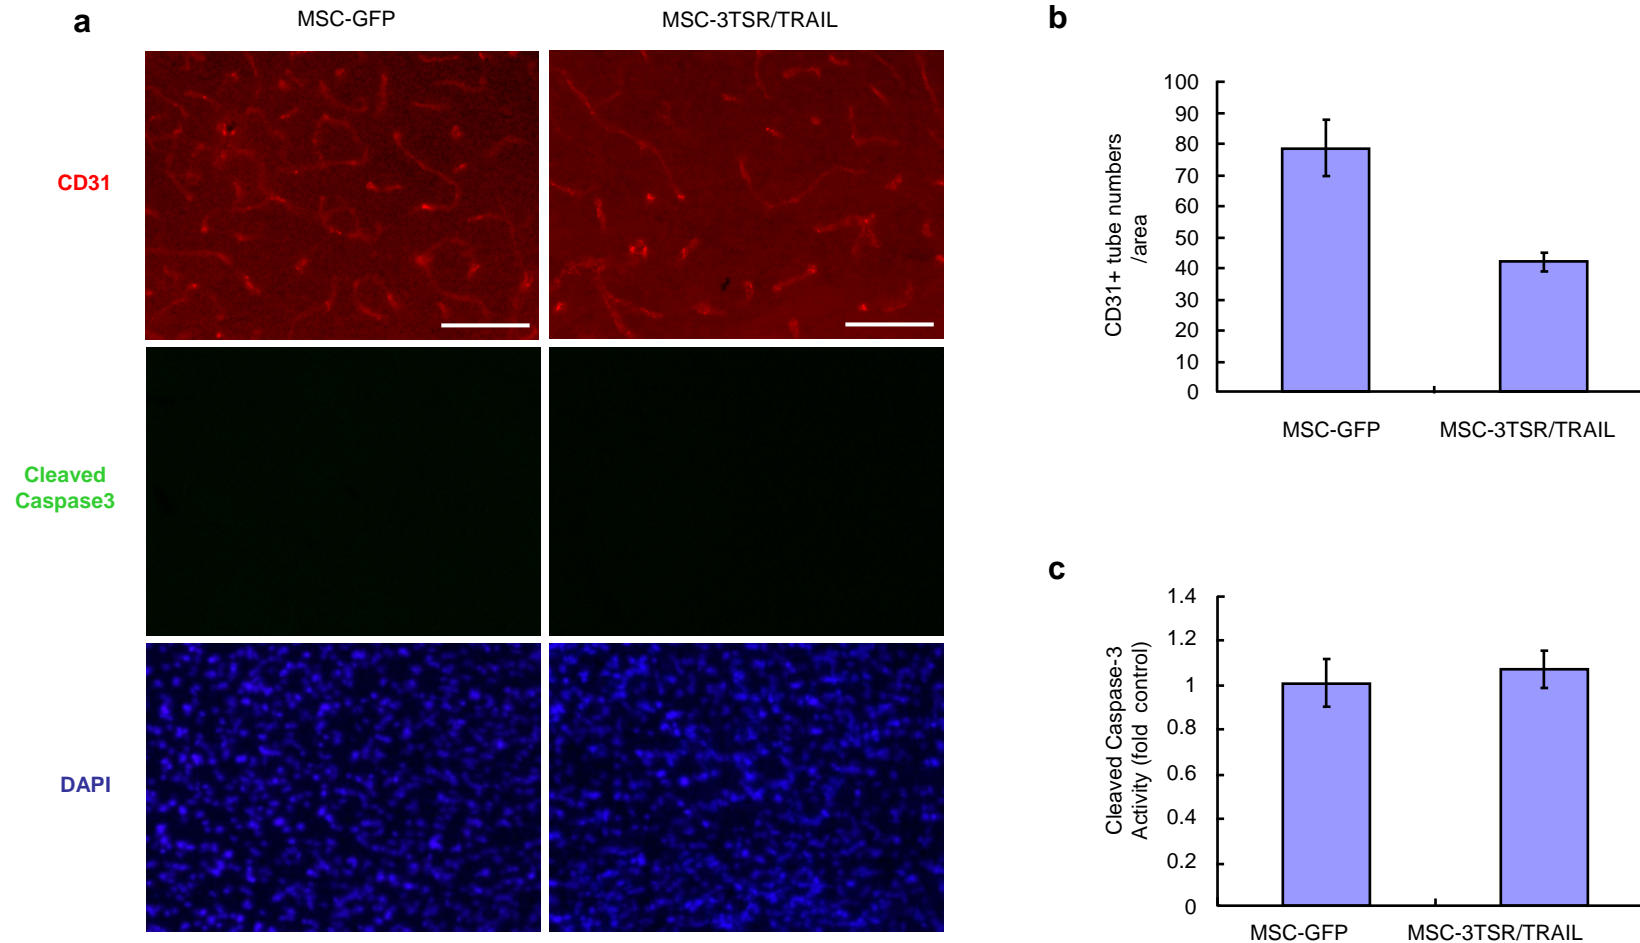 a
MSC-GFP
MSC-3TSR/TRAIL
CD31
Cleaved
Caspase3
DAPI
b
100
90
80
70
60
50
40
30
20
10
0
CD31+ tube numbers
/area
MSC-GFP
MSC-3TSR/TRAIL
c
1.4
1.2
1
0.8
0.6
0.4
0.2
0
Cleaved Caspase-3
Activity (fold control)
MSC-GFP
MSC-3TSR/TRAIL